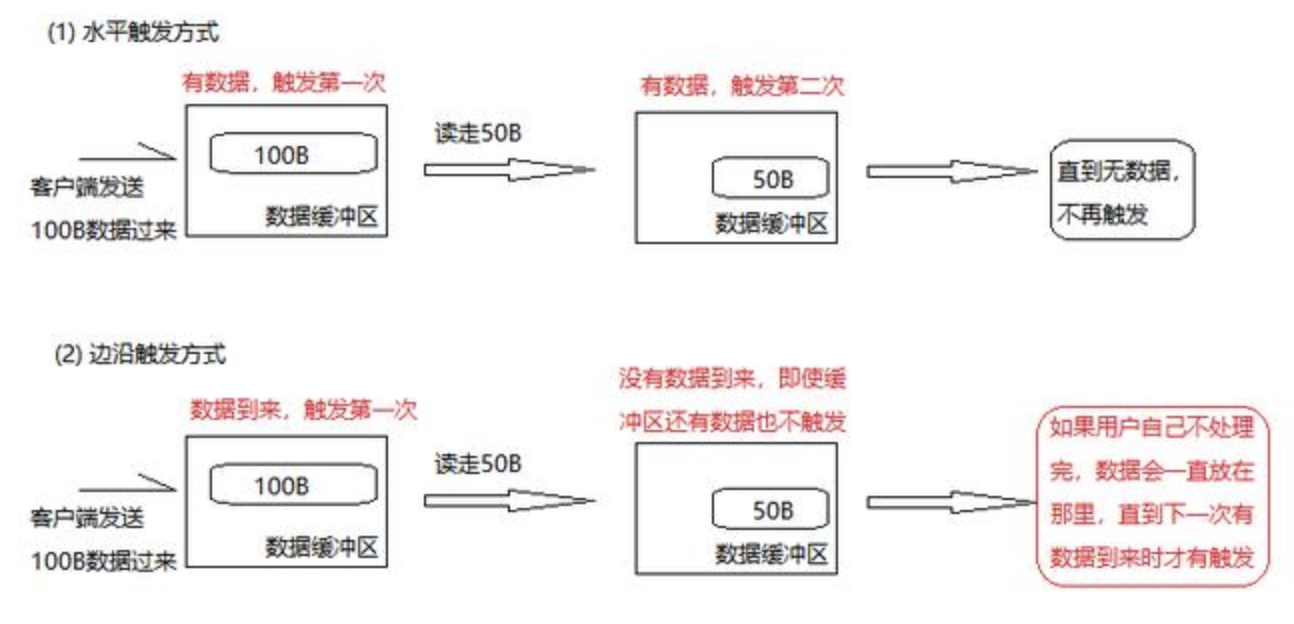 (1) 水平触发方式
有数据，触发第一次
100B
数据缓冲区
客户端发送
100B数据过来
读走50B
有数据，触发第二次
50B
数据缓冲区
直到无数据，
不再触发
(2) 边沿触发方式
数据到来，触发第一次
100B
数据缓冲区
客户端发送
100B数据过来
读走50B
没有数据到来，即使缓
冲区还有数据也不触发
50B
数据缓冲区
如果用户自己不处理
完，数据会一直放在
那里，直到下一次有
数据到来时才有触发